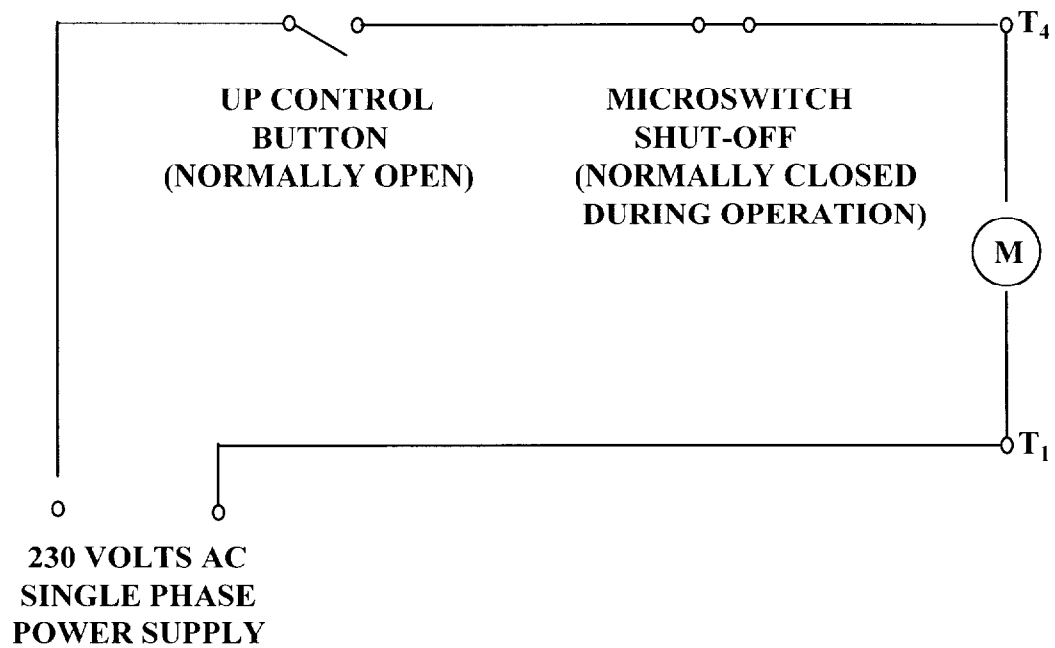 T₄
UP CONTROL
BUTTON
(NORMALLY OPEN)
MICROSWITCH
SHUT-OFF
(NORMALLY CLOSED
DURING OPERATION)
M
T₁
230 VOLTS AC
SINGLE PHASE
POWER SUPPLY